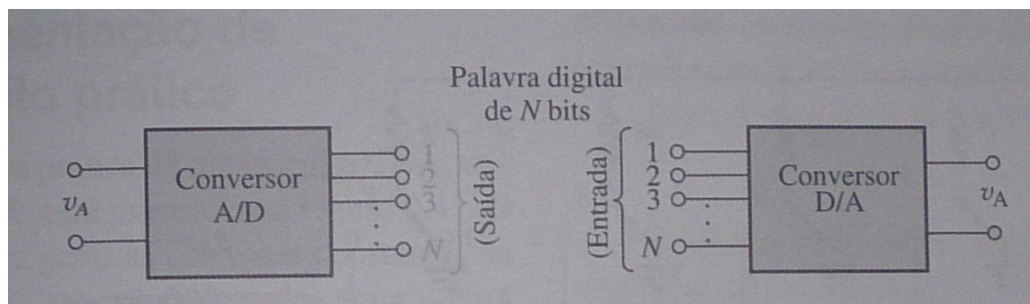 Palavra digital
de N bits
v_A
Conversor
A/D
1
2
3
N
(Saída)
(Entrada)
1
2
3
N
Conversor
D/A
v_A